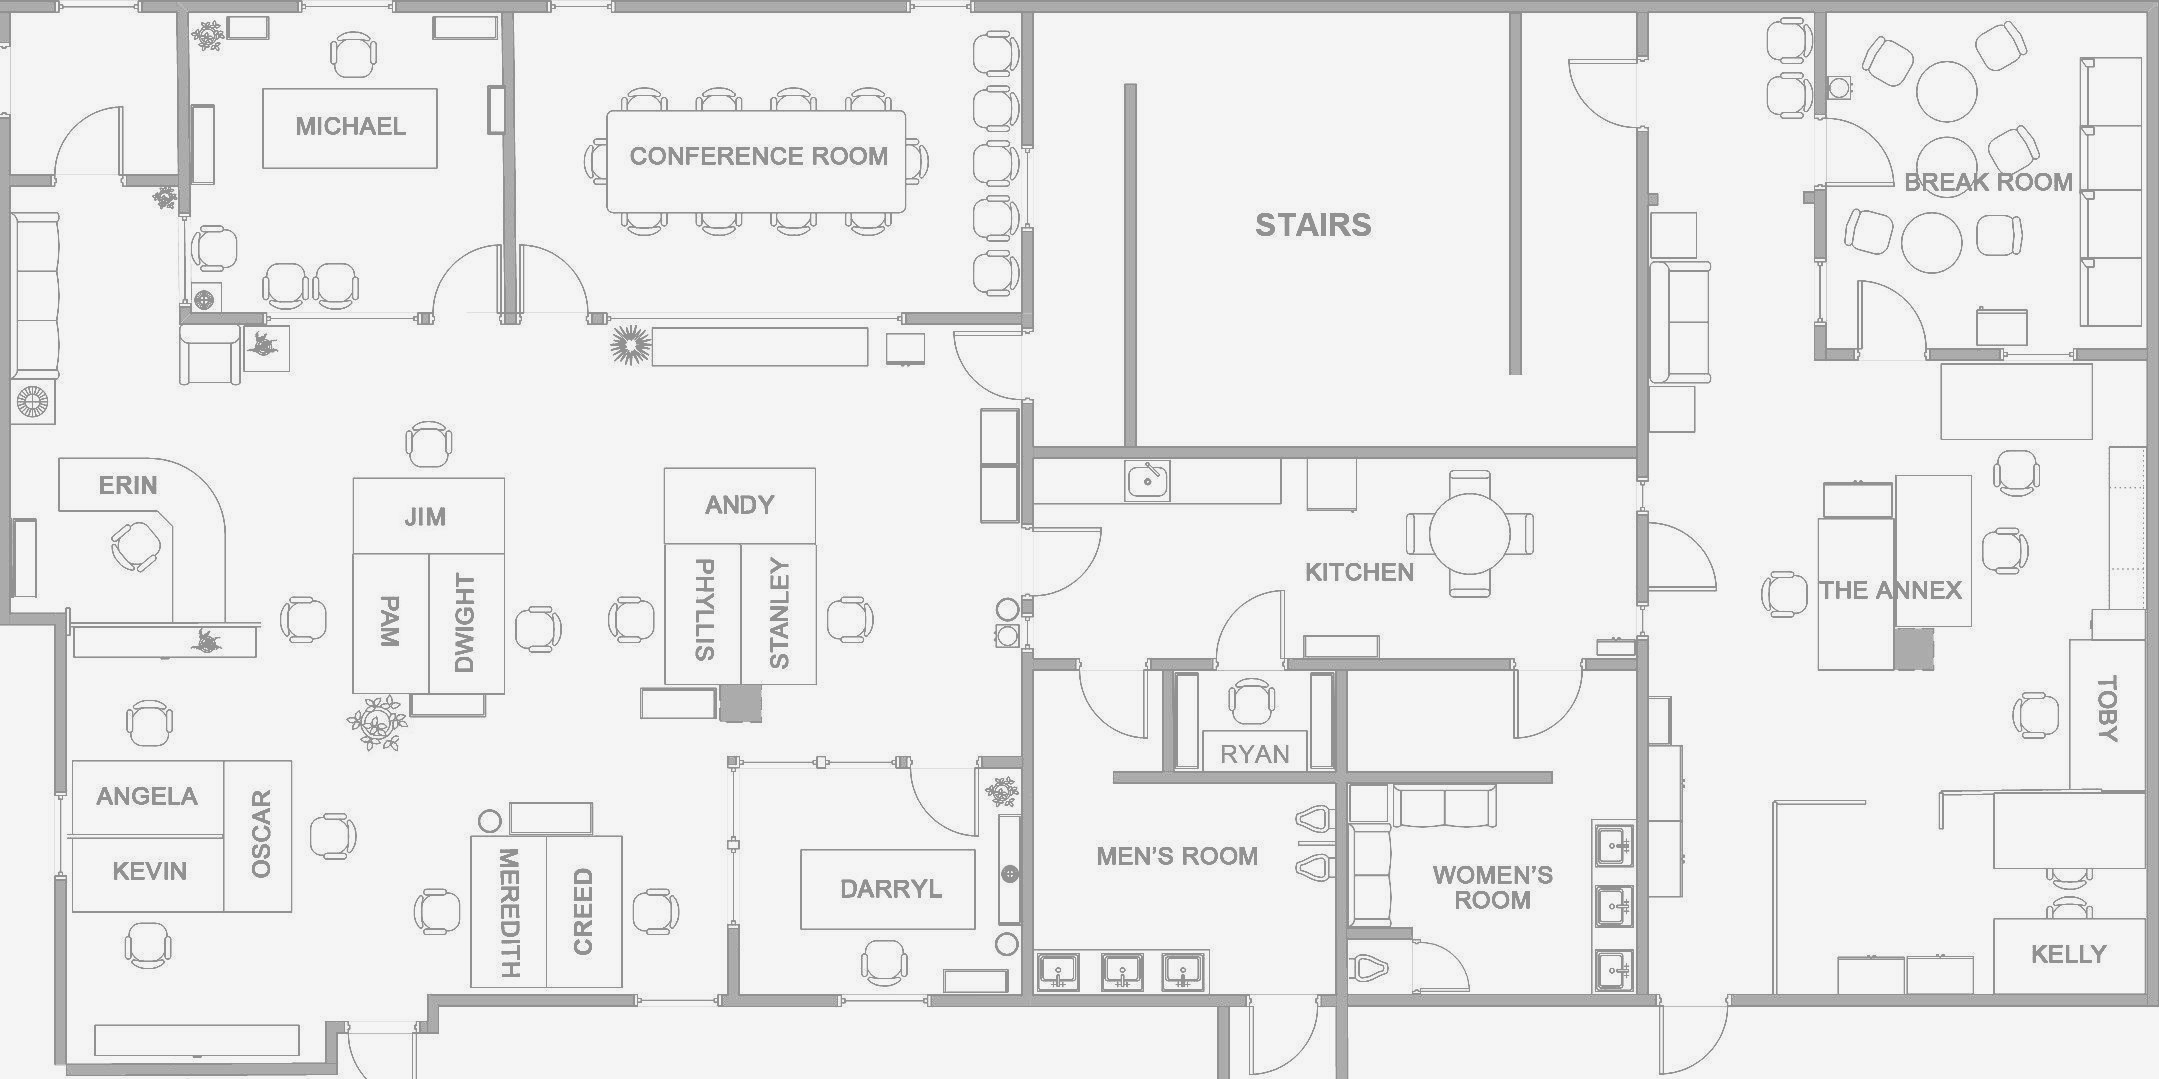 MICHAEL
CONFERENCE ROOM
STAIRS
BREAK ROOM
ERIN
JIM
PAM
DWIGHT
ANDY
PHYLLIS
STANLEY
KITCHEN
THE ANNEX
TOBY
RYAN
ANGELA
KEVIN
OSCAR
MEREDITH
CREED
DARRYL
MEN'S ROOM
WOMEN'S
ROOM
KELLY